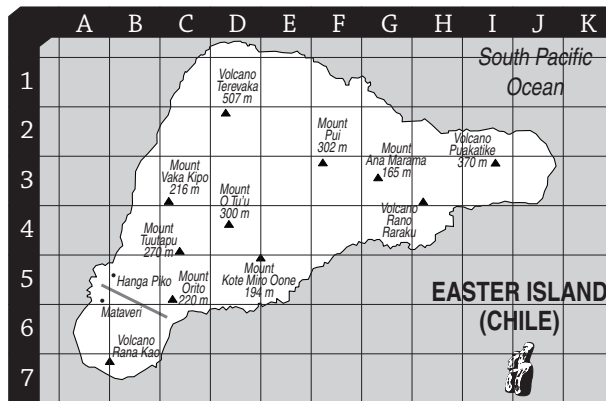 A B C D E F G H I J K
1
2
3
4
5
6
7
South Pacific
Ocean
Volcano
Terevaka
507 m
Mount
Pui
302 m
Mount
Ana Marama
165 m
Volcano
Puakatike
370 m
Mount
Vaka Kipo
216 m
Mount
O Tu'u
300 m
Volcano
Rano
Raraku
Mount
Tuutapu
270 m
Hanga Piko
Mount
Orito
220 m
Mount
Kote Miro Oone
194 m
Mataveri
Volcano
Rana Kao
EASTER ISLAND
(CHILE)